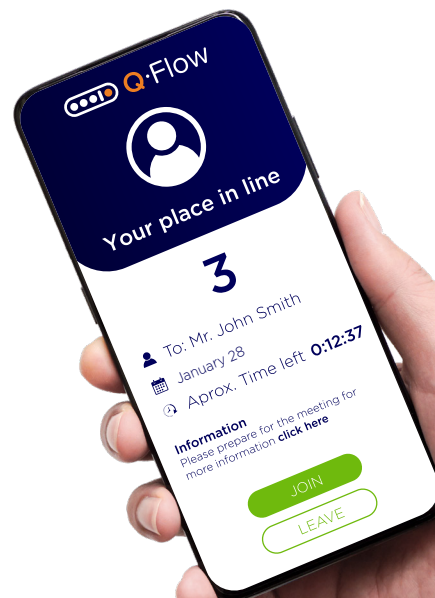 Q·Flow
Your place in line
3
To: Mr. John Smith
January 28
Aprox. Time left 0:12:37
Information
Please prepare for the meeting for
more information click here
JOIN
LEAVE